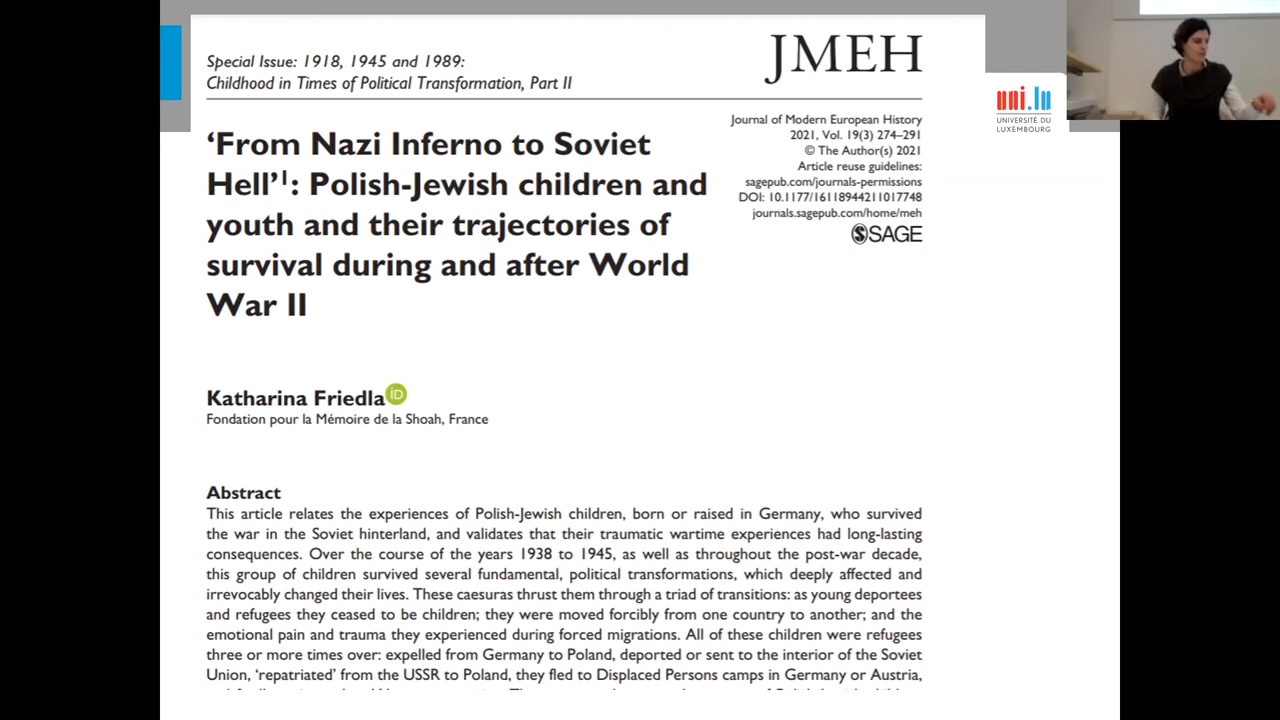 Special Issue: 1918, 1945 and 1989:
Childhood in Times of Political Transformation, Part II
JMEH
uni.lu
UNIVERSITÉ DU
LUXEMBOURG
Journal of Modern European History
2021, Vol. 19(3) 274–291
© The Author(s) 2021
Article reuse guidelines:
sagepub.com/journals-permissions
DOI: 10.1177/16118944211017748
journals.sagepub.com/home/meh
SAGE
‘From Nazi Inferno to Soviet
Hell’¹: Polish-Jewish children and
youth and their trajectories of
survival during and after World
War II
Katharina Friedla iD
Fondation pour la Mémoire de la Shoah, France
Abstract
This article relates the experiences of Polish-Jewish children, born or raised in Germany, who survived
the war in the Soviet hinterland, and validates that their traumatic wartime experiences had long-lasting
consequences. Over the course of the years 1938 to 1945, as well as throughout the post-war decade,
this group of children survived several fundamental, political transformations, which deeply affected and
irrevocably changed their lives. These caesuras thrust them through a triad of transitions: as young deportees
and refugees they ceased to be children; they were moved forcibly from one country to another; and the
emotional pain and trauma they experienced during forced migrations. All of these children were refugees
three or more times over: expelled from Germany to Poland, deported or sent to the interior of the Soviet
Union, ‘repatriated’ from the USSR to Poland, they fled to Displaced Persons camps in Germany or Austria,